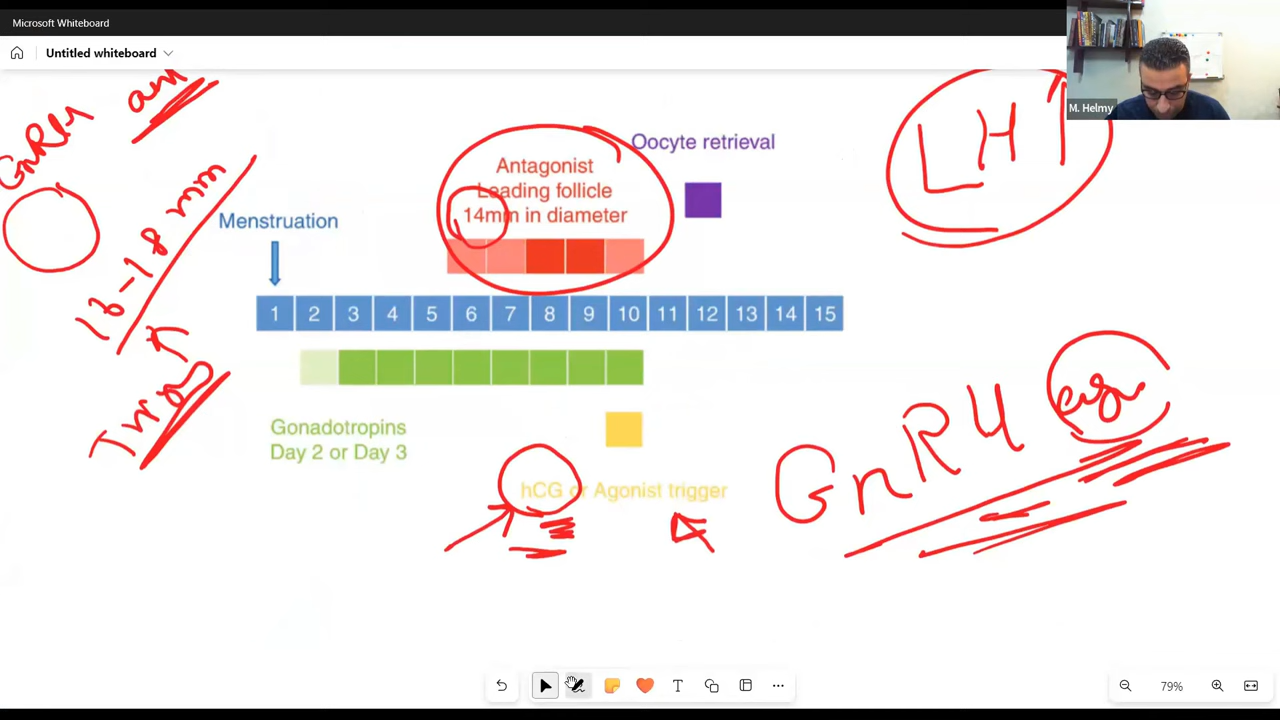 Microsoft Whiteboard
Untitled whiteboard
M. Helmy
GnRH
16-18 mm
LH
Oocyte retrieval
Antagonist
Leading follicle
14mm in diameter
Menstruation
1 2 3 4 5 6 7 8 9 10 11 12 13 14 15
Gonadotropins
Day 2 or Day 3
hCG or Agonist trigger
GnRH
79%